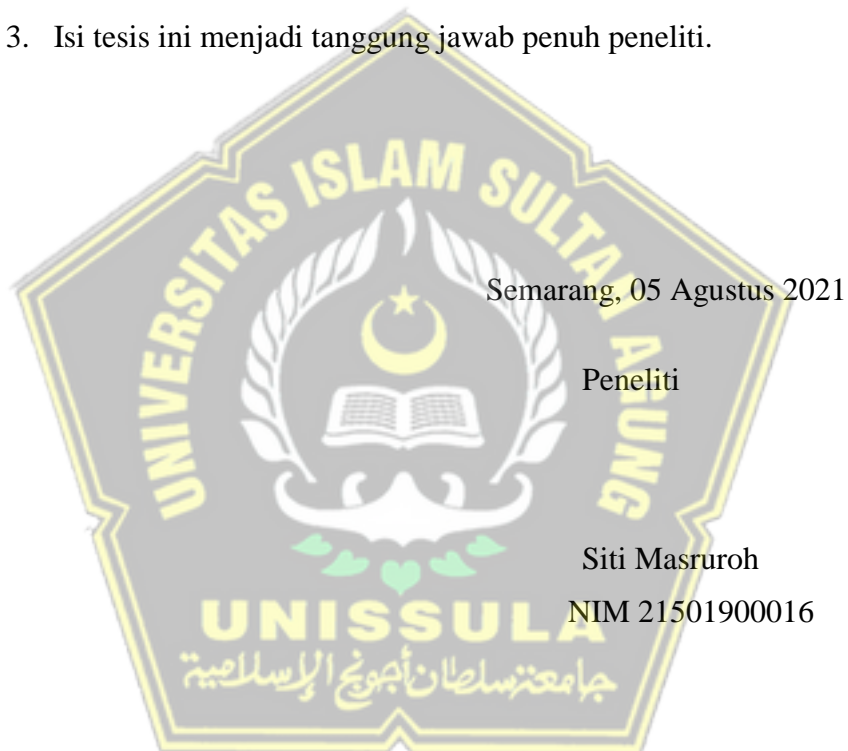 3. Isi tesis ini menjadi tanggung jawab penuh peneliti.
UNIVERSITAS ISLAM SULTAN AGUNG
Semarang, 05 Agustus 2021
Peneliti
Siti Masruroh
NIM 21501900016
UNISSULA
جامعة سلطان أجونج الإسلامية